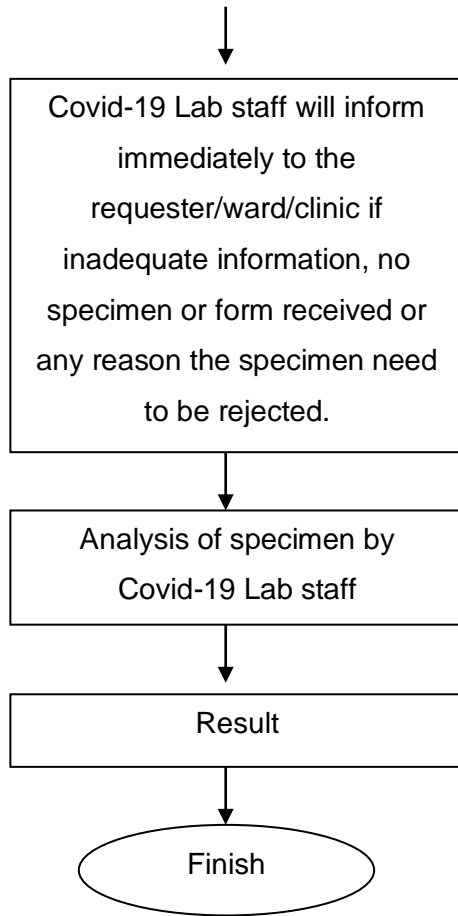 Covid-19 Lab staff will inform
immediately to the
requester/ward/clinic if
inadequate information, no
specimen or form received or
any reason the specimen need
to be rejected.
Analysis of specimen by
Covid-19 Lab staff
Result
Finish